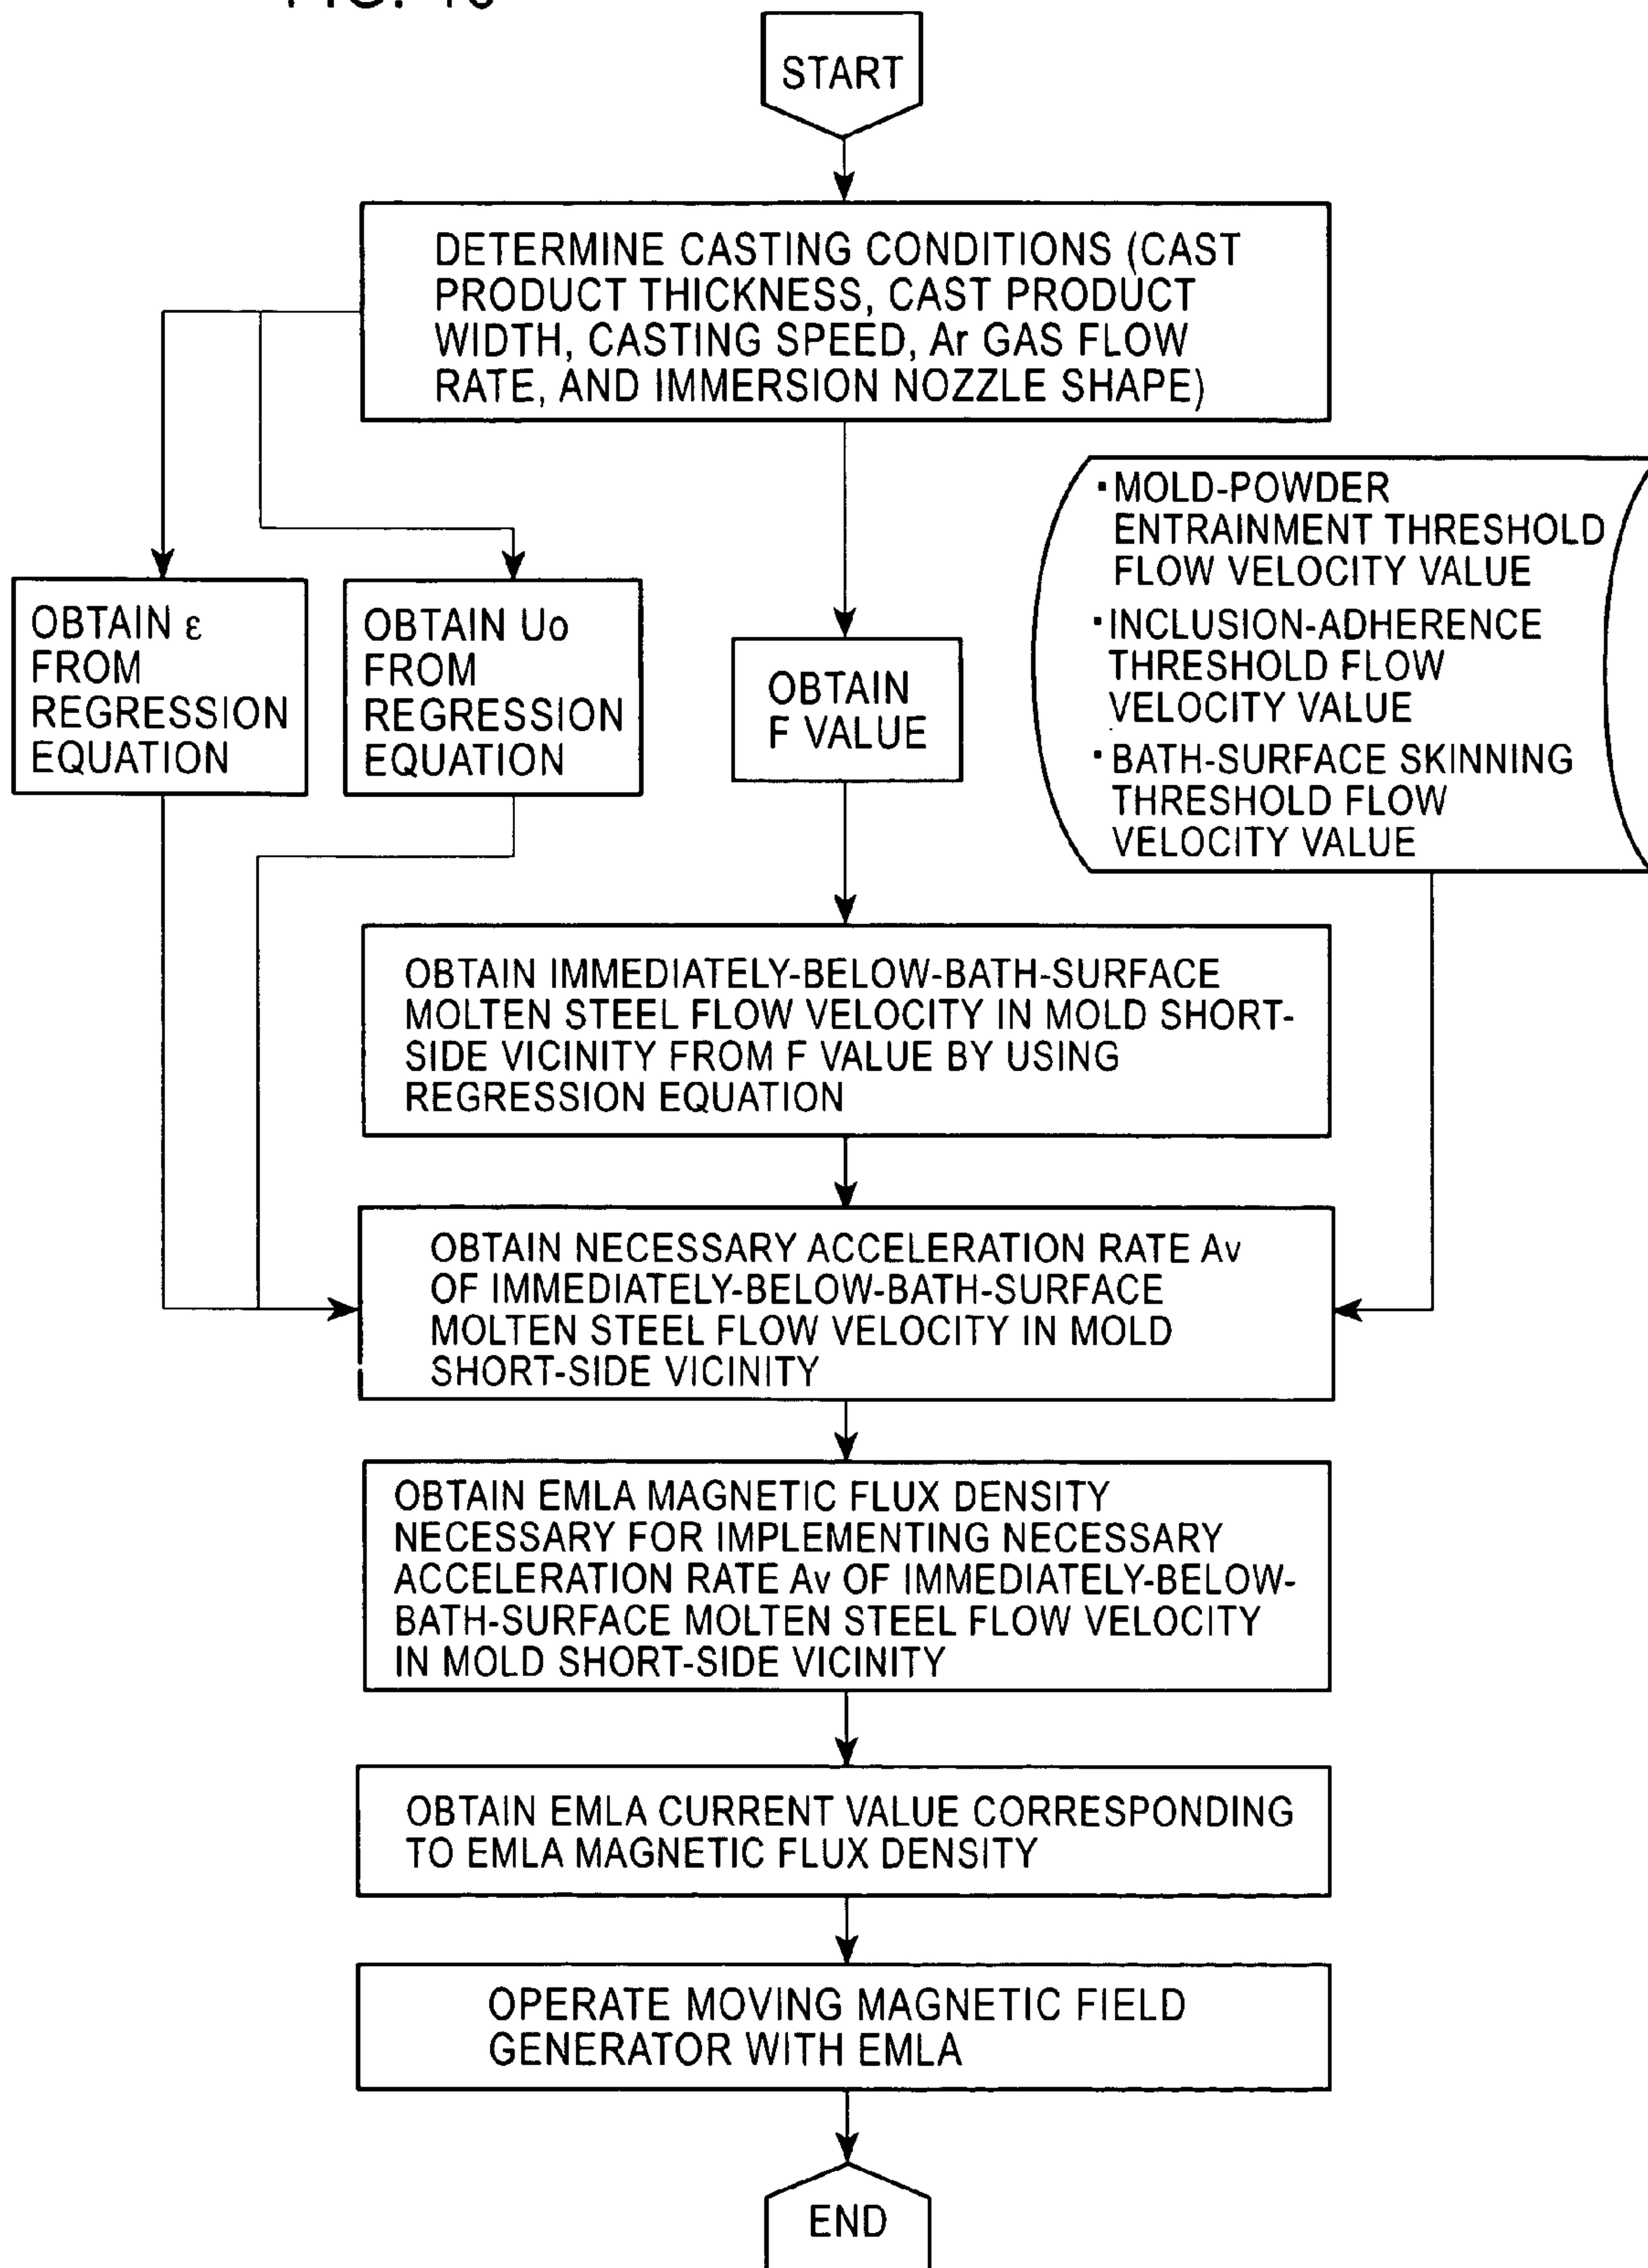 START
DETERMINE CASTING CONDITIONS (CAST
PRODUCT THICKNESS, CAST PRODUCT
WIDTH, CASTING SPEED, Ar GAS FLOW
RATE, AND IMMERSION NOZZLE SHAPE)
OBTAIN ε
FROM
REGRESSION
EQUATION
OBTAIN Uo
FROM
REGRESSION
EQUATION
OBTAIN
F VALUE
▪MOLD-POWDER
ENTRAINMENT THRESHOLD
FLOW VELOCITY VALUE
▪INCLUSION-ADHERENCE
THRESHOLD FLOW
VELOCITY VALUE
▪BATH-SURFACE SKINNING
THRESHOLD FLOW
VELOCITY VALUE
OBTAIN IMMEDIATELY-BELOW-BATH-SURFACE
MOLTEN STEEL FLOW VELOCITY IN MOLD SHORT-
SIDE VICINITY FROM F VALUE BY USING
REGRESSION EQUATION
OBTAIN NECESSARY ACCELERATION RATE Av
OF IMMEDIATELY-BELOW-BATH-SURFACE
MOLTEN STEEL FLOW VELOCITY IN MOLD
SHORT-SIDE VICINITY
OBTAIN EMLA MAGNETIC FLUX DENSITY
NECESSARY FOR IMPLEMENTING NECESSARY
ACCELERATION RATE Av OF IMMEDIATELY-BELOW-
BATH-SURFACE MOLTEN STEEL FLOW VELOCITY
IN MOLD SHORT-SIDE VICINITY
OBTAIN EMLA CURRENT VALUE CORRESPONDING
TO EMLA MAGNETIC FLUX DENSITY
OPERATE MOVING MAGNETIC FIELD
GENERATOR WITH EMLA
END